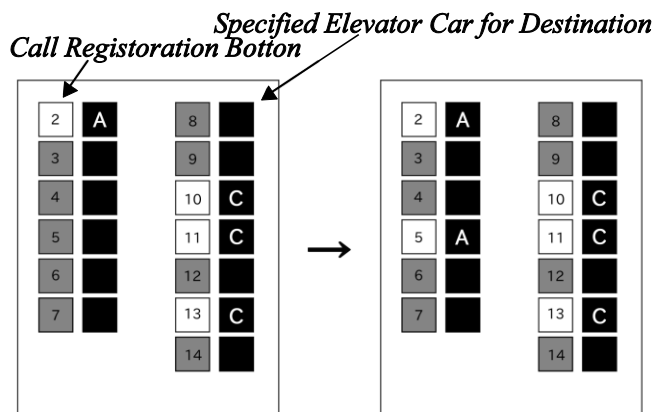 Specified Elevator Car for Destination
Call Registoration Botton
2 A 8
3 9
4 10 C
5 11 C
6 12
7 13 C
14
→
2 A 8
3 9
4 10 C
5 A 11 C
6 12
7 13 C
14